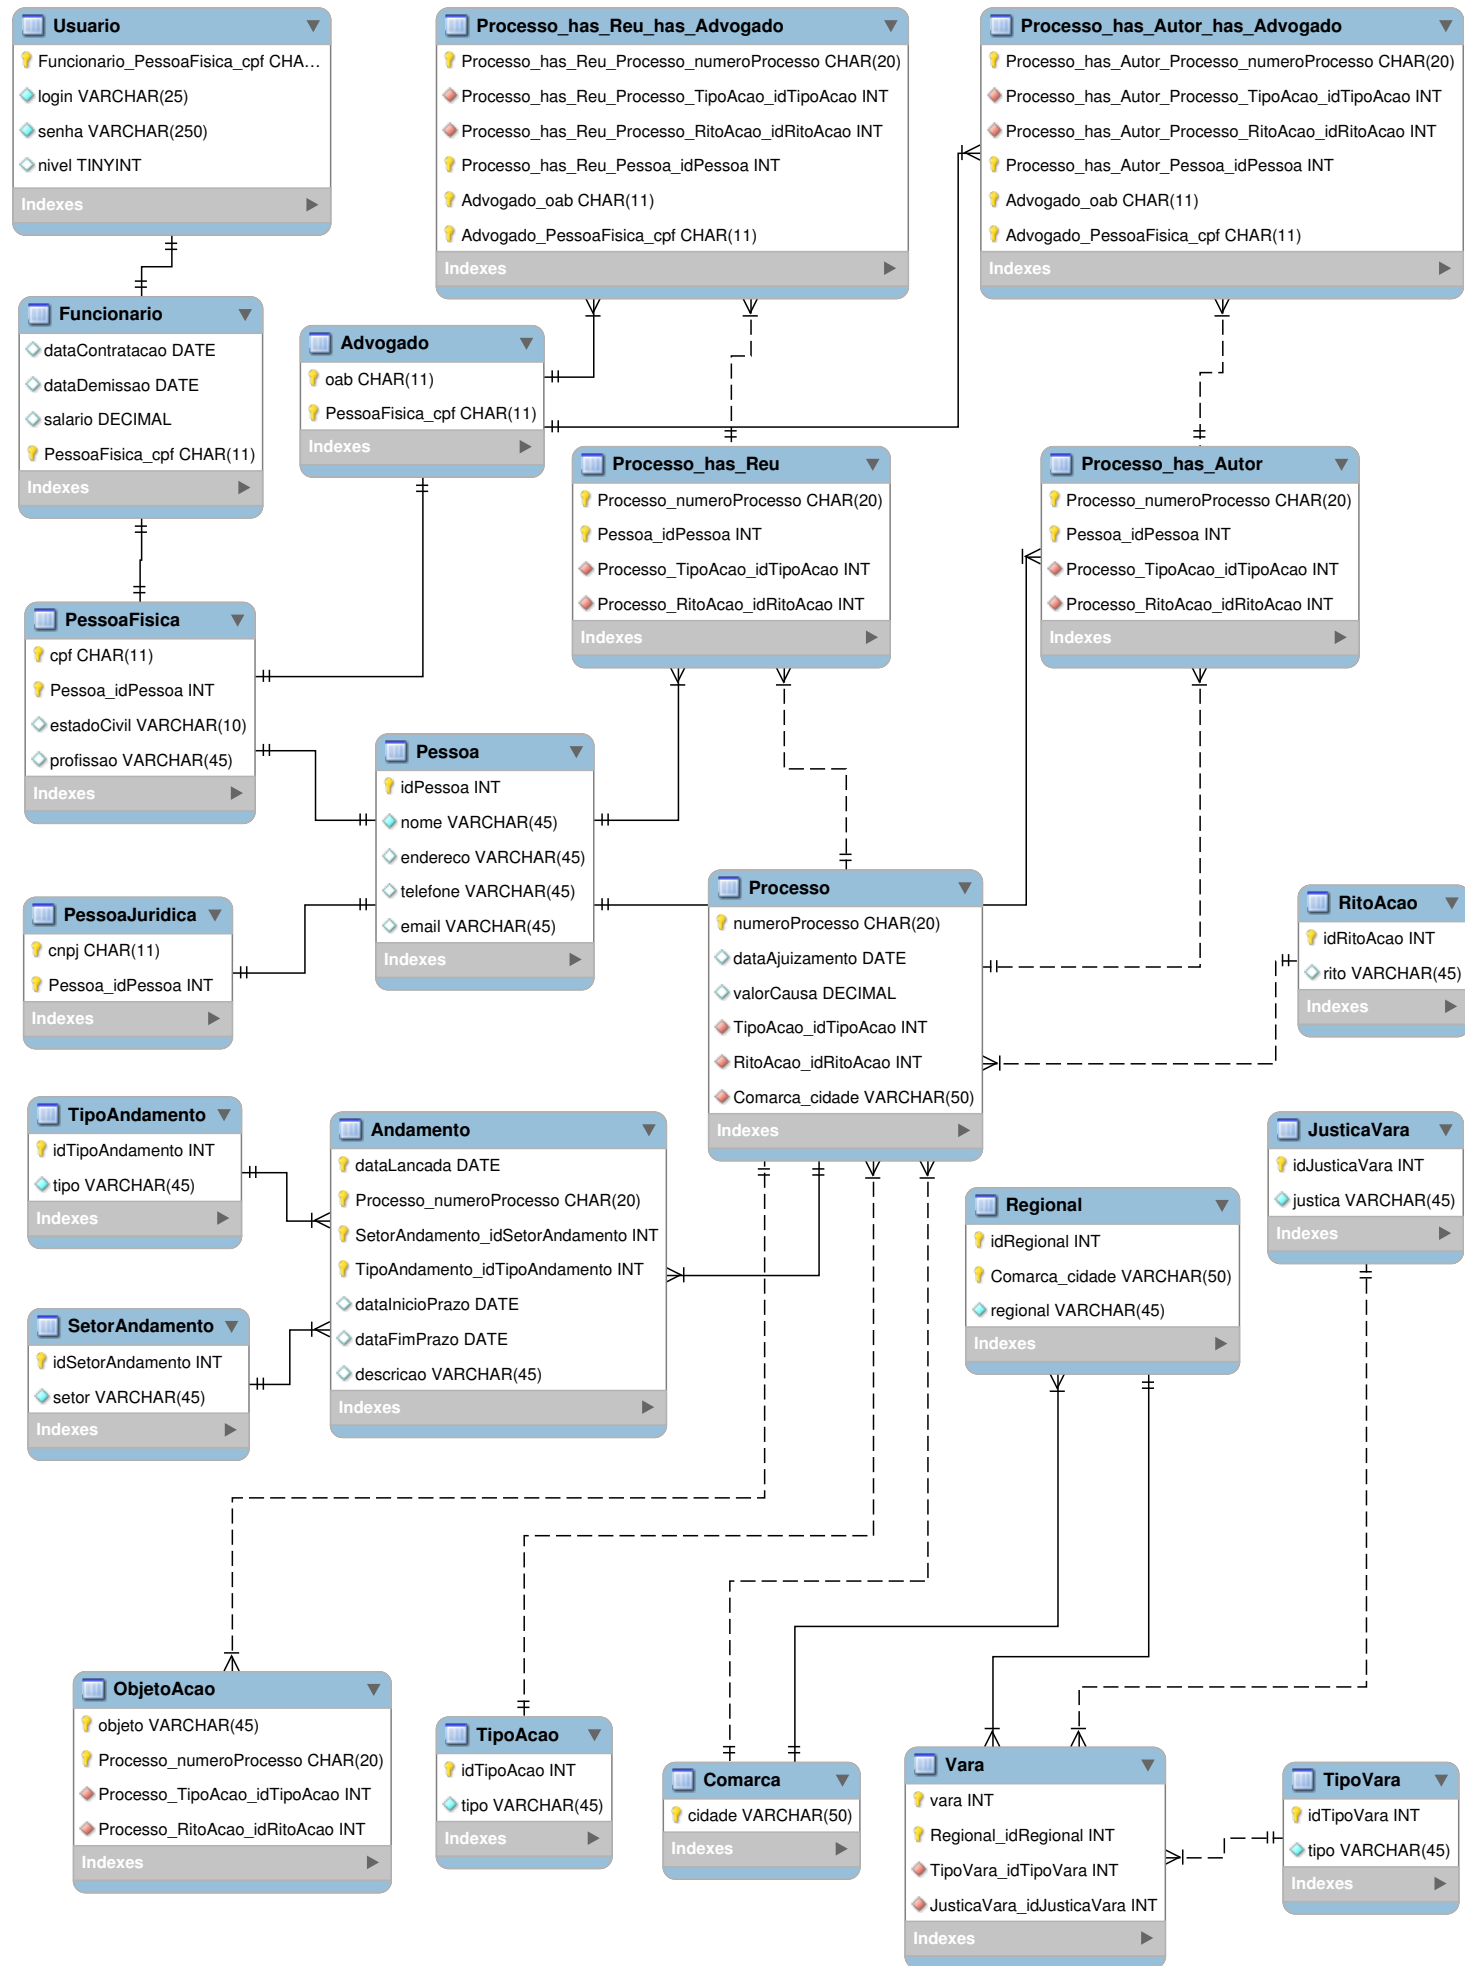 Usuario
Funcionario_PessoaFisica_cpf CHA...
login VARCHAR(25)
senha VARCHAR(250)
nivel TINYINT
Indexes
Processo_has_Reu_has_Advogado
Processo_has_Reu_Processo_numeroProcesso CHAR(20)
Processo_has_Reu_Processo_TipoAcao_idTipoAcao INT
Processo_has_Reu_Processo_RitoAcao_idRitoAcao INT
Processo_has_Reu_Pessoa_idPessoa INT
Advogado_oab CHAR(11)
Advogado_PessoaFisica_cpf CHAR(11)
Indexes
Processo_has_Autor_has_Advogado
Processo_has_Autor_Processo_numeroProcesso CHAR(20)
Processo_has_Autor_Processo_TipoAcao_idTipoAcao INT
Processo_has_Autor_Processo_RitoAcao_idRitoAcao INT
Processo_has_Autor_Pessoa_idPessoa INT
Advogado_oab CHAR(11)
Advogado_PessoaFisica_cpf CHAR(11)
Indexes
Funcionario
dataContratacao DATE
dataDemissao DATE
salario DECIMAL
PessoaFisica_cpf CHAR(11)
Indexes
Advogado
oab CHAR(11)
PessoaFisica_cpf CHAR(11)
Indexes
Processo_has_Reu
Processo_numeroProcesso CHAR(20)
Pessoa_idPessoa INT
Processo_TipoAcao_idTipoAcao INT
Processo_RitoAcao_idRitoAcao INT
Indexes
Processo_has_Autor
Processo_numeroProcesso CHAR(20)
Pessoa_idPessoa INT
Processo_TipoAcao_idTipoAcao INT
Processo_RitoAcao_idRitoAcao INT
Indexes
PessoaFisica
cpf CHAR(11)
Pessoa_idPessoa INT
estadoCivil VARCHAR(10)
profissao VARCHAR(45)
Indexes
Pessoa
idPessoa INT
nome VARCHAR(45)
endereco VARCHAR(45)
telefone VARCHAR(45)
email VARCHAR(45)
Indexes
PessoaJuridica
cnpj CHAR(11)
Pessoa_idPessoa INT
Indexes
Processo
numeroProcesso CHAR(20)
dataAjuizamento DATE
valorCausa DECIMAL
TipoAcao_idTipoAcao INT
RitoAcao_idRitoAcao INT
Comarca_cidade VARCHAR(50)
Indexes
RitoAcao
idRitoAcao INT
rito VARCHAR(45)
Indexes
TipoAndamento
idTipoAndamento INT
tipo VARCHAR(45)
Indexes
Andamento
dataLancada DATE
Processo_numeroProcesso CHAR(20)
SetorAndamento_idSetorAndamento INT
TipoAndamento_idTipoAndamento INT
dataInicioPrazo DATE
dataFimPrazo DATE
descricao VARCHAR(45)
Indexes
JusticaVara
idJusticaVara INT
justica VARCHAR(45)
Indexes
Regional
idRegional INT
Comarca_cidade VARCHAR(50)
regional VARCHAR(45)
Indexes
SetorAndamento
idSetorAndamento INT
setor VARCHAR(45)
Indexes
ObjetoAcao
objeto VARCHAR(45)
Processo_numeroProcesso CHAR(20)
Processo_TipoAcao_idTipoAcao INT
Processo_RitoAcao_idRitoAcao INT
Indexes
TipoAcao
idTipoAcao INT
tipo VARCHAR(45)
Indexes
Comarca
cidade VARCHAR(50)
Indexes
Vara
vara INT
Regional_idRegional INT
TipoVara_idTipoVara INT
JusticaVara_idJusticaVara INT
Indexes
TipoVara
idTipoVara INT
tipo VARCHAR(45)
Indexes